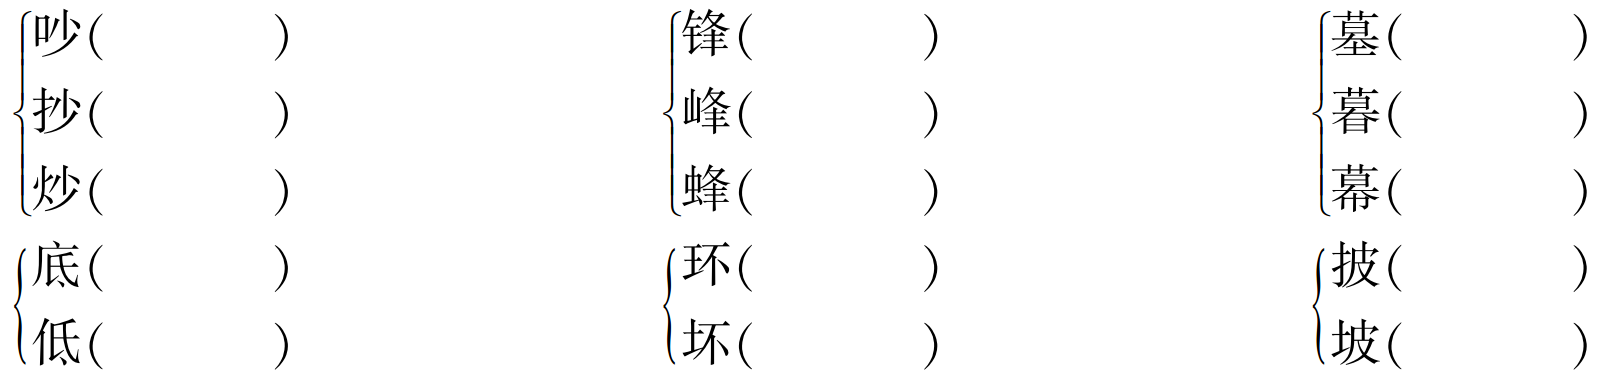 吵( ) 锋( ) 墓( )
抄( ) 峰( ) 暮( )
炒( ) 蜂( ) 幕( )
底( ) 环( ) 披( )
低( ) 坏( ) 坡( )